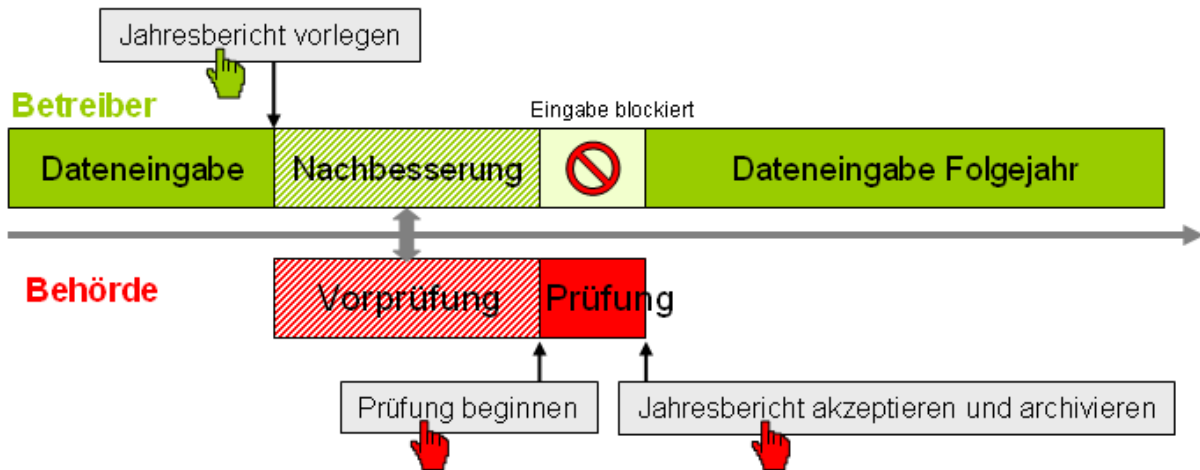 Jahresbericht vorlegen
Betreiber
Eingabe blockiert
Dateneingabe
Nachbesserung
Dateneingabe Folgejahr
Behörde
Vorprüfung
Prüfung
Prüfung beginnen
Jahresbericht akzeptieren und archivieren